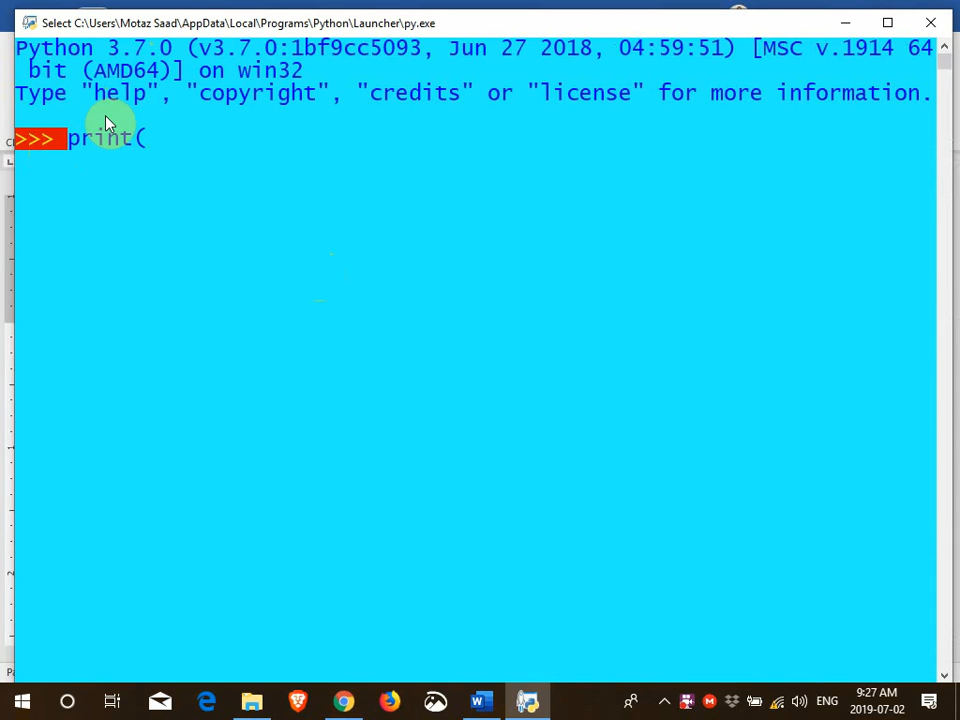 Select C:\Users\Motaz Saad\AppData\Local\Programs\Python\Launcher\py.exe
Python 3.7.0 (v3.7.0:1bf9cc5093, Jun 27 2018, 04:59:51) [MSC v.1914 64
bit (AMD64)] on win32
Type "help", "copyright", "credits" or "license" for more information.
>>> print(
ENG
9:27 AM
2019-07-02